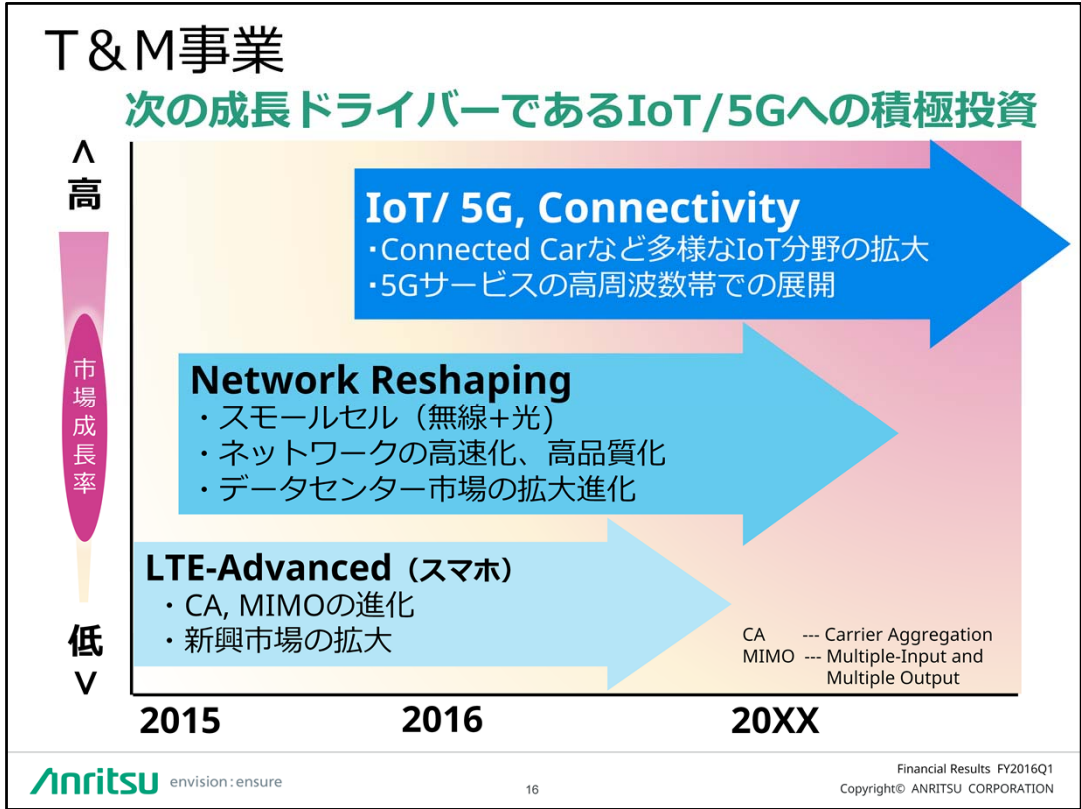 T&M事業
次の成長ドライバーであるIoT/5Gへの積極投資
<
高
市場成長率
低
>
IoT/ 5G, Connectivity
・Connected Carなど多様なIoT分野の拡大
・5Gサービスの高周波数帯での展開
Network Reshaping
・スモールセル（無線+光)
・ネットワークの高速化、高品質化
・データセンター市場の拡大進化
LTE-Advanced（スマホ）
・CA, MIMOの進化
・新興市場の拡大
CA --- Carrier Aggregation
MIMO --- Multiple-Input and
Multiple Output
2015 2016 20XX
Anritsu envision : ensure
16
Financial Results FY2016Q1
Copyright© ANRITSU CORPORATION